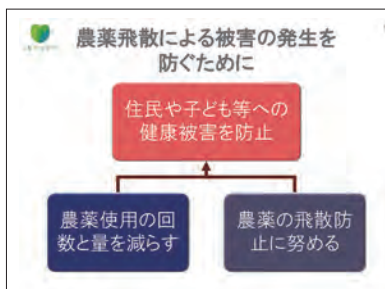 農薬飛散による被害の発生を
防ぐために
住民や子ども等への
健康被害を防止
農薬使用の回
数と量を減らす
農薬の飛散防
止に努める